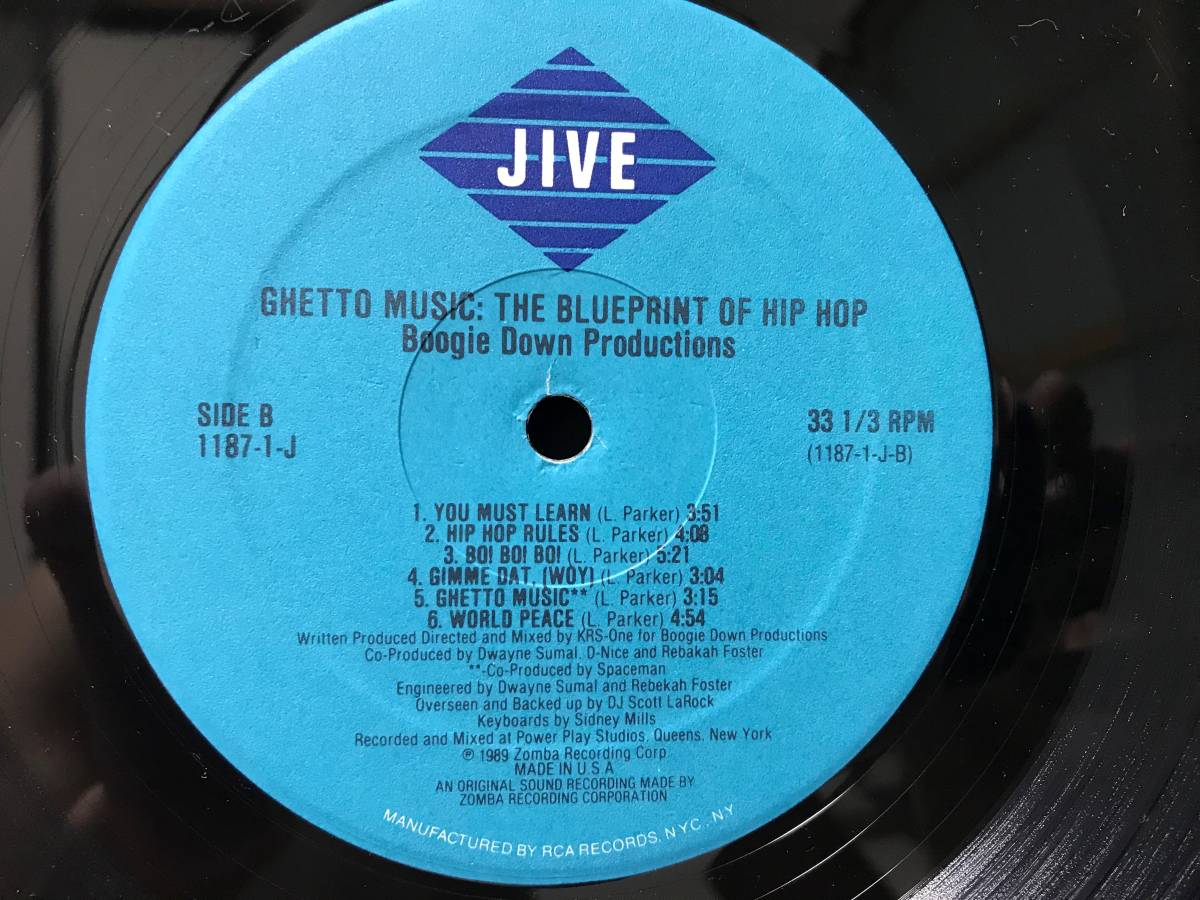 JIVE
GHETTO MUSIC: THE BLUEPRINT OF HIP HOP
Boogie Down Productions
SIDE B
1187-1-J
33 1/3 RPM
(1187-1-J-B)
1. YOU MUST LEARN (L. Parker) 3:51
2. HIP HOP RULES (L. Parker) 4:08
3. BO! BO! BO! (L. Parker) 5:21
4. GIMME DAT, (WOY) (L. Parker) 3:04
5. GHETTO MUSIC** (L. Parker) 3:15
6. WORLD PEACE (L. Parker) 4:54
Written Produced Directed and Mixed by KRS-One for Boogie Down Productions
Co-Produced by Dwayne Sumal, D-Nice and Rebakah Foster
**-Co-Produced by Spaceman
Engineered by Dwayne Sumal and Rebekah Foster
Overseen and Backed up by DJ Scott LaRock
Keyboards by Sidney Mills
Recorded and Mixed at Power Play Studios, Queens, New York
℗ 1989 Zomba Recording Corp.
MADE IN U.S.A
AN ORIGINAL SOUND RECORDING MADE BY
ZOMBA RECORDING CORPORATION
MANUFACTURED BY RCA RECORDS, NYC, NY